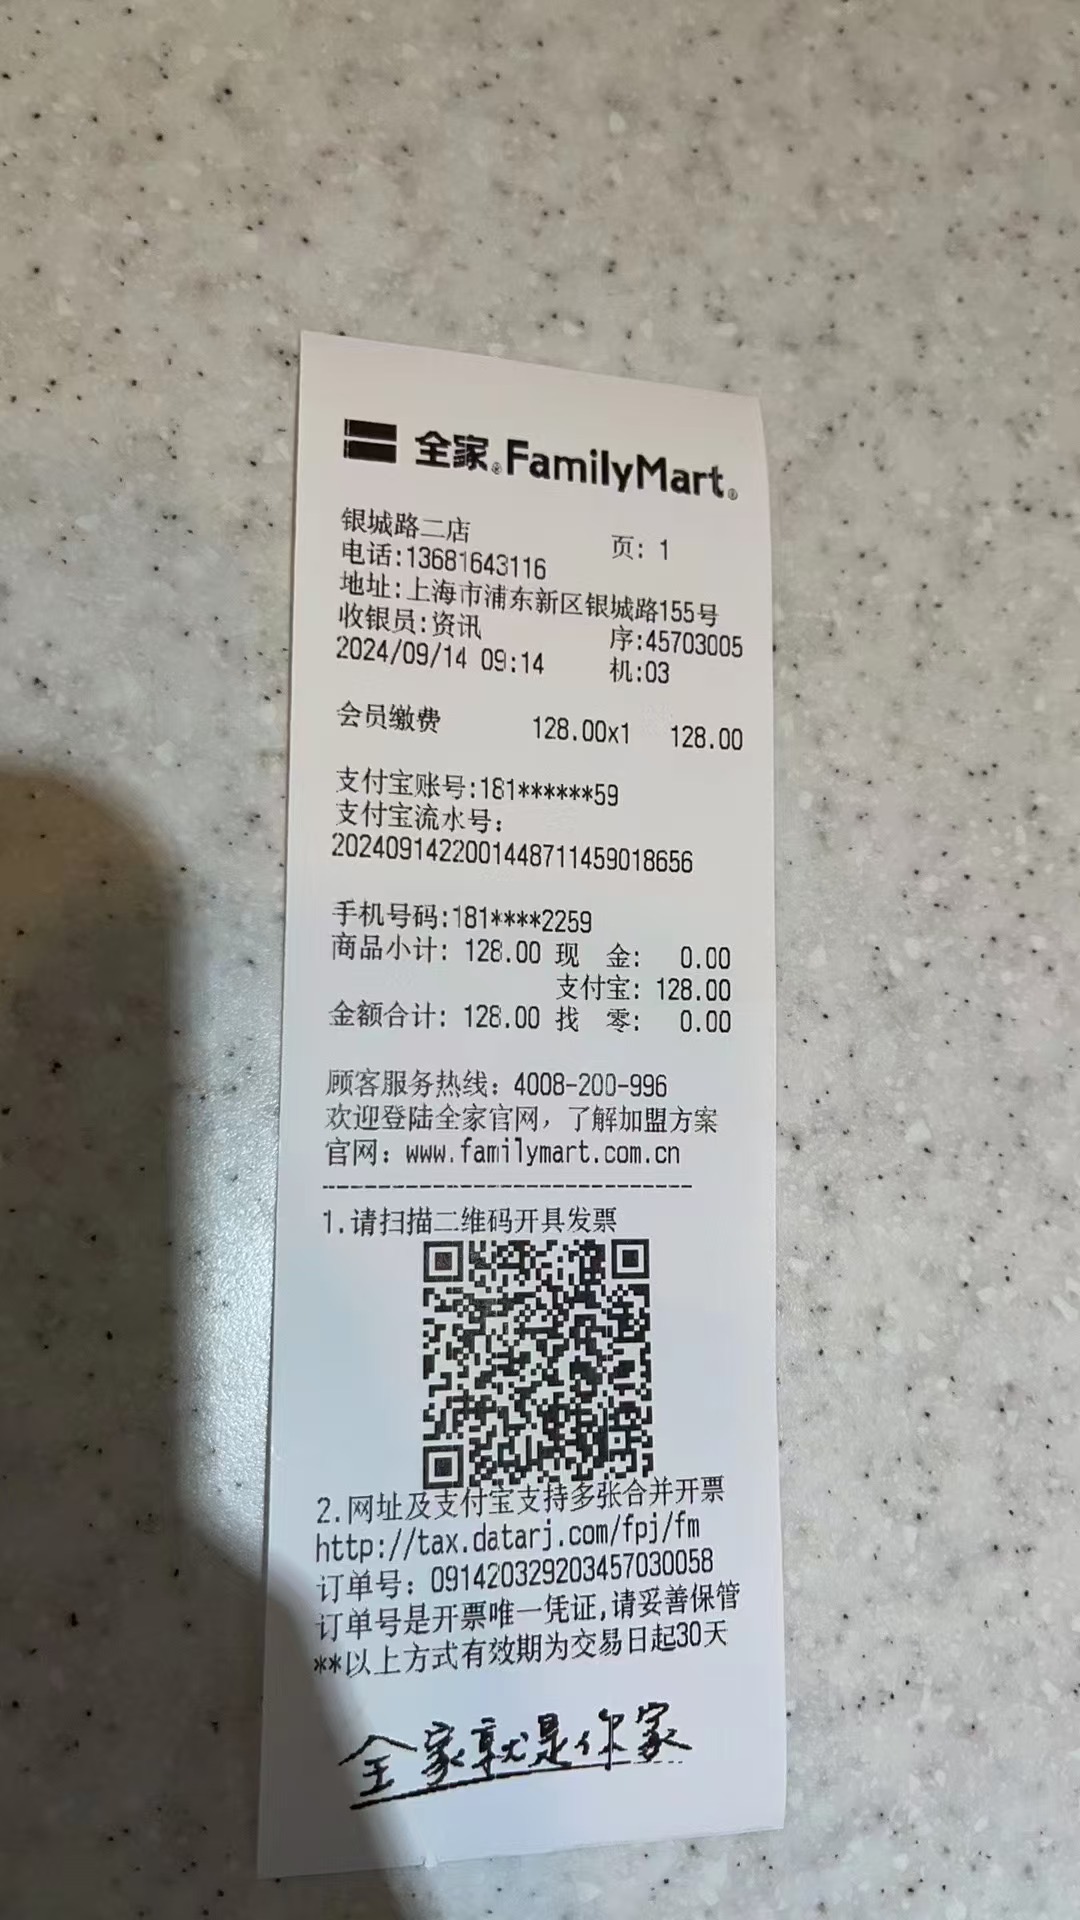 全家®FamilyMart®
银城路二店 页: 1
电话:13681643116
地址:上海市浦东新区银城路155号
收银员:资讯 序:45703005
2024/09/14 09:14 机:03
会员缴费 128.00x1 128.00
支付宝账号:181******59
支付宝流水号:
2024091422001448711459018656
手机号码:181****2259
商品小计: 128.00 现 金: 0.00
支付宝: 128.00
金额合计: 128.00 找 零: 0.00
顾客服务热线: 4008-200-996
欢迎登陆全家官网, 了解加盟方案
官网: www.familymart.com.cn
1.请扫描二维码开具发票
2.网址及支付宝支持多张合并开票
http://tax.datarj.com/fpj/fm
订单号: 0914203292034570300​58
订单号是开票唯一凭证,请妥善保管
**以上方式有效期为交易日起30天
全家就是你家